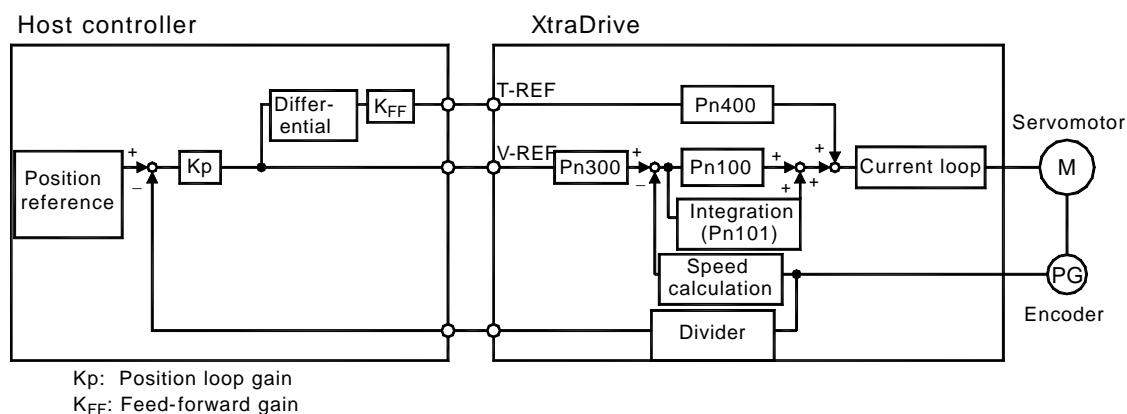 Host controller
XtraDrive
T-REF
Differ-
ential
KFF
Pn400
Servomotor
Position
reference
+
−
Kp
V-REF
Pn300
+
−
Pn100
+
+
+
+
Current loop
M
Integration
(Pn101)
Speed
calculation
PG
Divider
Encoder
Kp: Position loop gain
KFF: Feed-forward gain